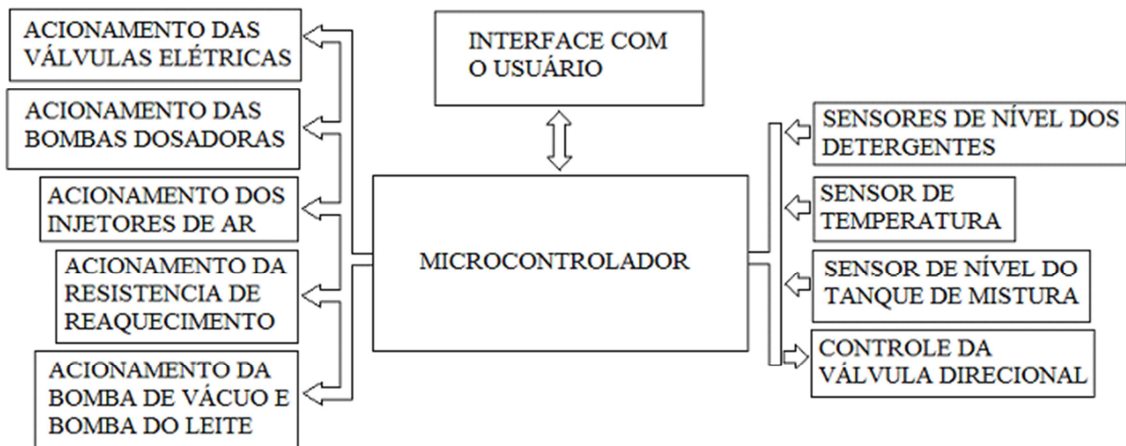 ACIONAMENTO DAS
VÁLVULAS ELÉTRICAS
ACIONAMENTO DAS
BOMBAS DOSADORAS
ACIONAMENTO DOS
INJETORES DE AR
ACIONAMENTO DA
RESISTENCIA DE
REAQUECIMENTO
ACIONAMENTO DA
BOMBA DE VÁCUO E
BOMBA DO LEITE
INTERFACE COM
O USUÁRIO
MICROCONTROLADOR
SENSORES DE NÍVEL DOS
DETERGENTES
SENSOR DE
TEMPERATURA
SENSOR DE NÍVEL DO
TANQUE DE MISTURA
CONTROLE DA
VÁLVULA DIRECIONAL